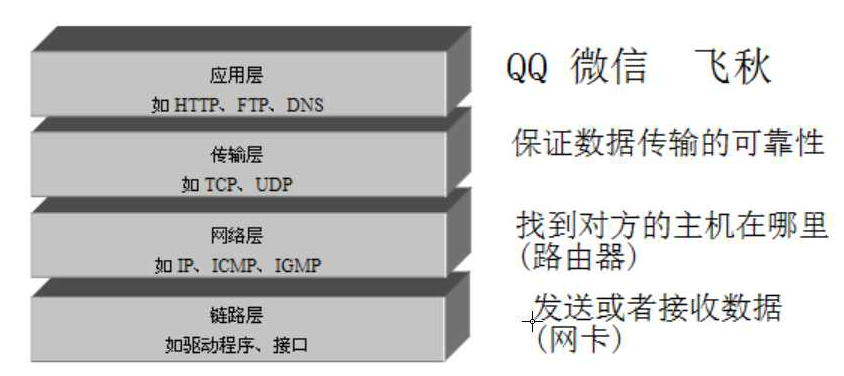 应用层
如 HTTP、FTP、DNS
QQ 微信 飞秋
传输层
如 TCP、UDP
保证数据传输的可靠性
网络层
如 IP、ICMP、IGMP
找到对方的主机在哪里
(路由器)
链路层
如驱动程序、接口
发送或者接收数据
(网卡)